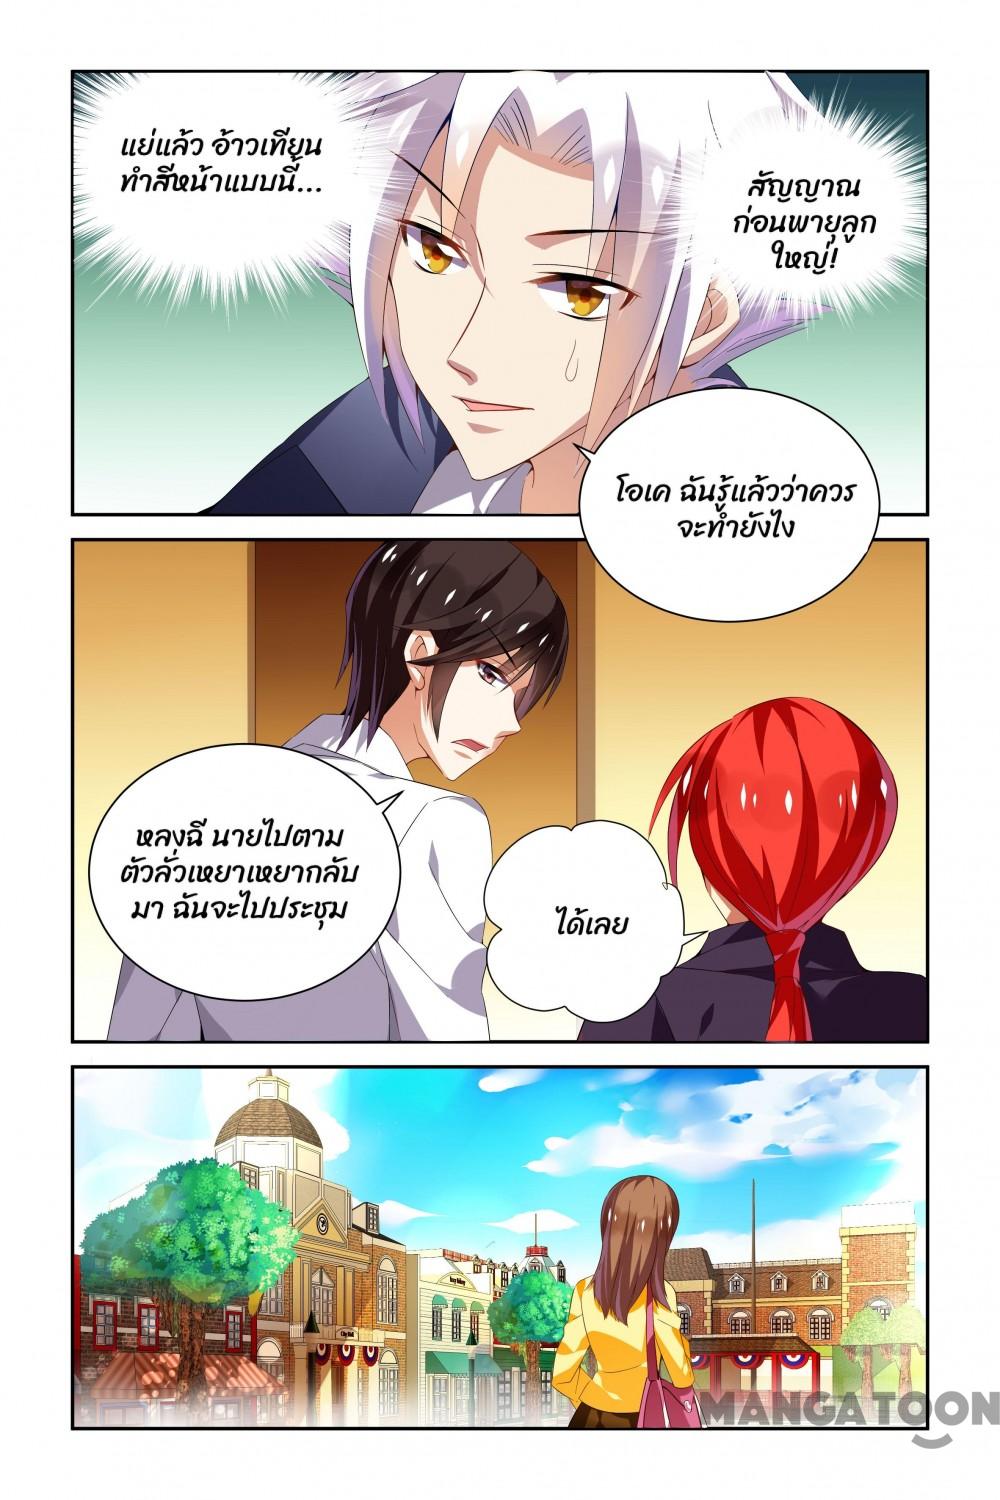 แย่แล้ว อ้าวเทียน
ทำสีหน้าแบบนี้...
สัญญาณ
ก่อนพายุลูก
ใหญ่!
โอเค ฉันรู้แล้วว่าควร
จะทำยังไง
หลงฉี นายไปตาม
ตัวลั่วเหยาเหยากลับ
มา ฉันจะไปประชุม
ได้เลย
City Hall
MANGATOON